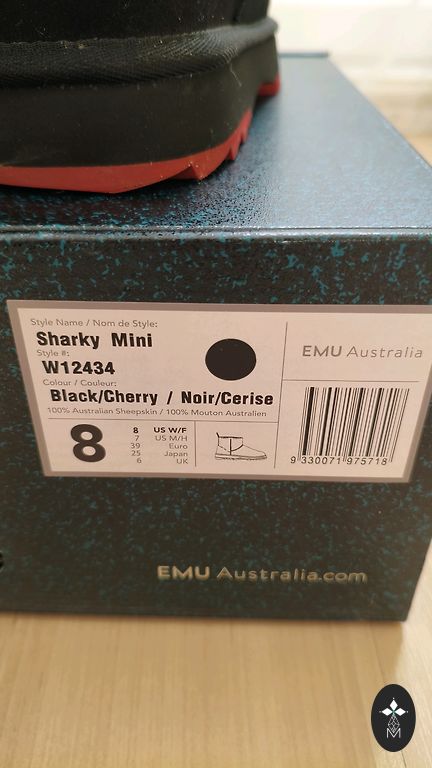 Style Name / Nom de Style:
Sharky Mini
Style #:
W12434
Colour / Couleur:
Black/Cherry / Noir/Cerise
100% Australian Sheepskin / 100% Mouton Australien
8
8 US W/F
7 US M/H
39 Euro
25 Japan
6 UK
EMU Australia
9 330071 975718
EMU Australia.com
M